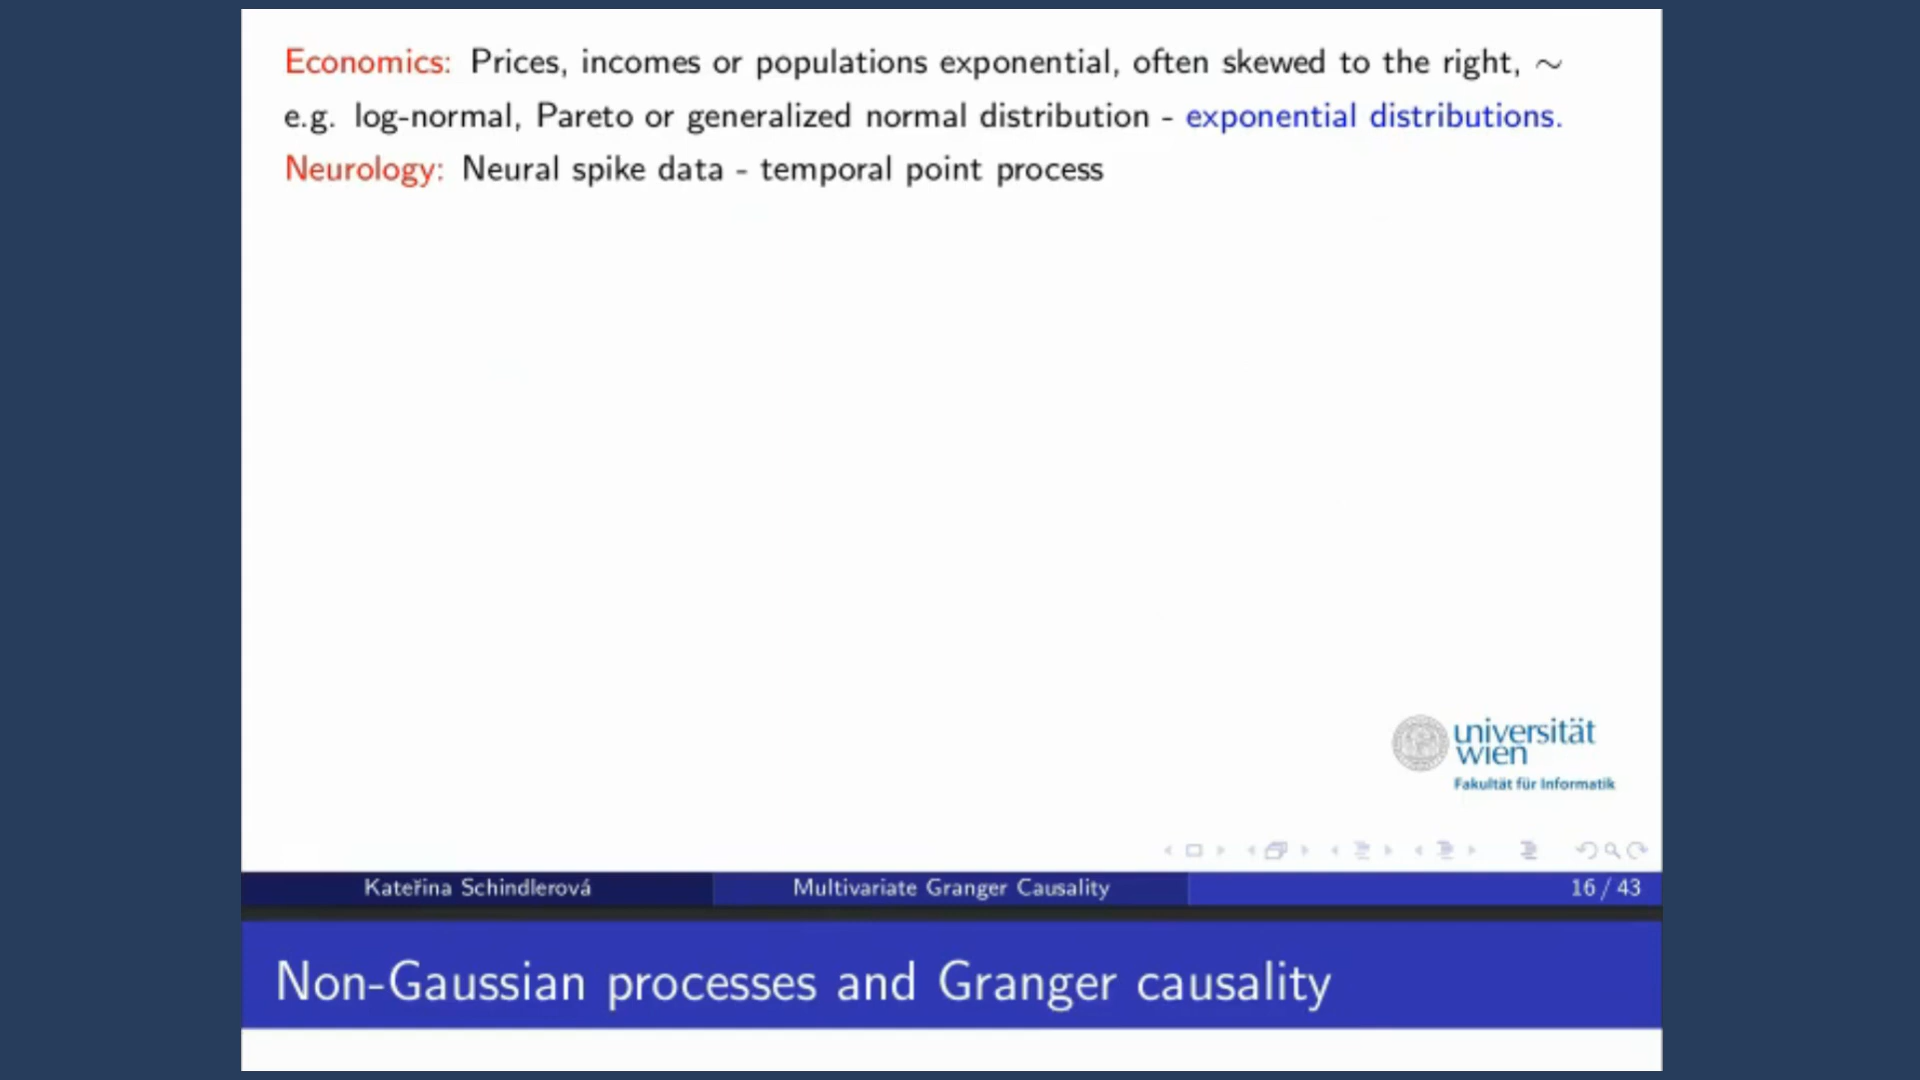 Economics: Prices, incomes or populations exponential, often skewed to the right, ∼
e.g. log-normal, Pareto or generalized normal distribution - exponential distributions.
Neurology: Neural spike data - temporal point process
universität
wien
Fakultät für Informatik
Kateřina Schindlerová
Multivariate Granger Causality
16 / 43
Non-Gaussian processes and Granger causality